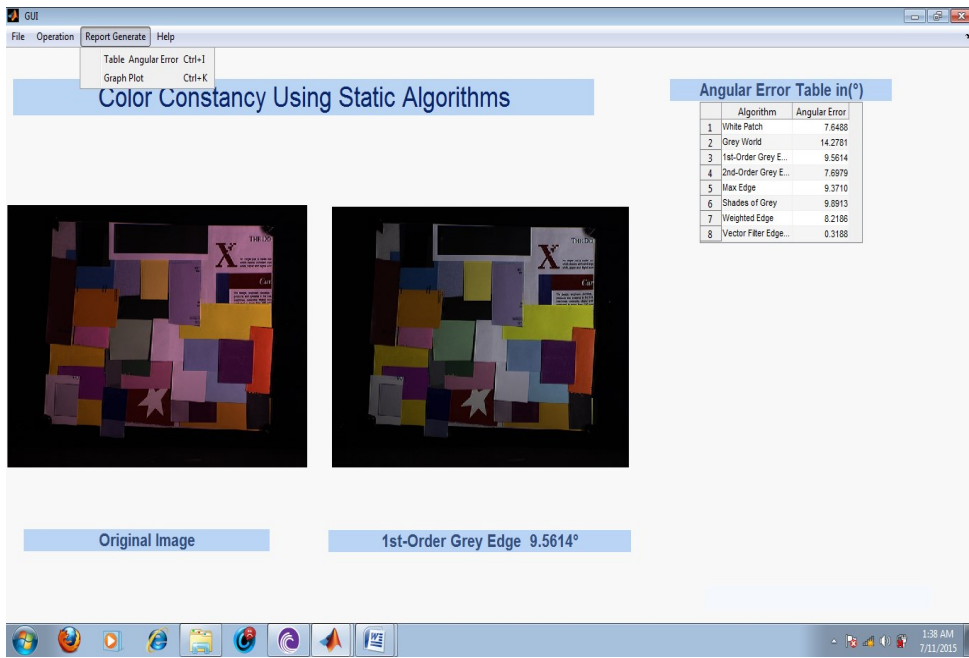 GUI
File Operation Report Generate Help
Table Angular Error Ctrl+I
Graph Plot Ctrl+K
Color Constancy Using Static Algorithms
Angular Error Table in(°)
Algorithm Angular Error
1 White Patch 7.6488
2 Grey World 14.2781
3 1st-Order Grey E... 9.5614
4 2nd-Order Grey E... 7.6979
5 Max Edge 9.3710
6 Shades of Grey 9.8913
7 Weighted Edge 8.2186
8 Vector Filter Edge... 0.3188
X
X
Original Image
1st-Order Grey Edge 9.5614°
1:38 AM
7/11/2015